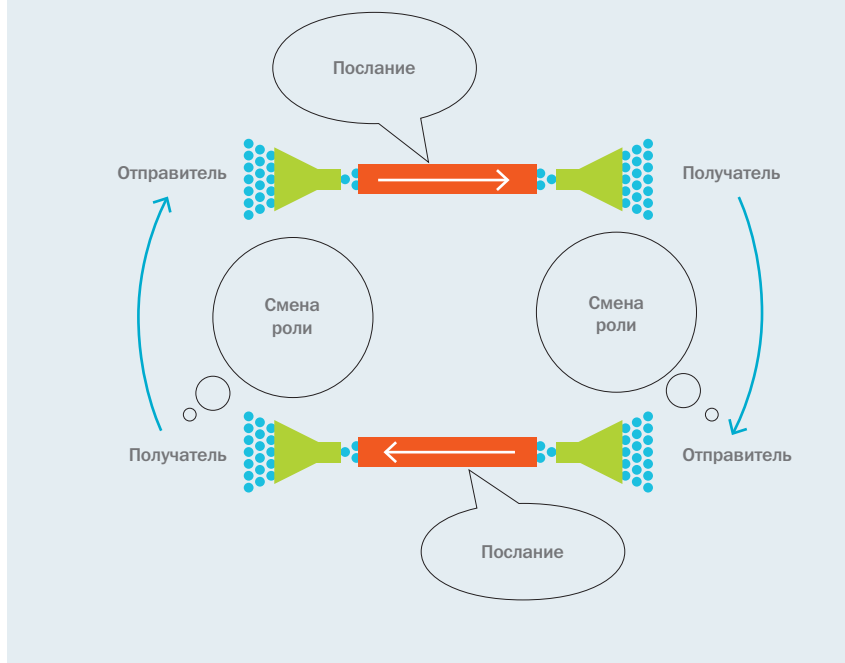 Послание
Отправитель
Получатель
Смена
роли
Смена
роли
Получатель
Отправитель
Послание